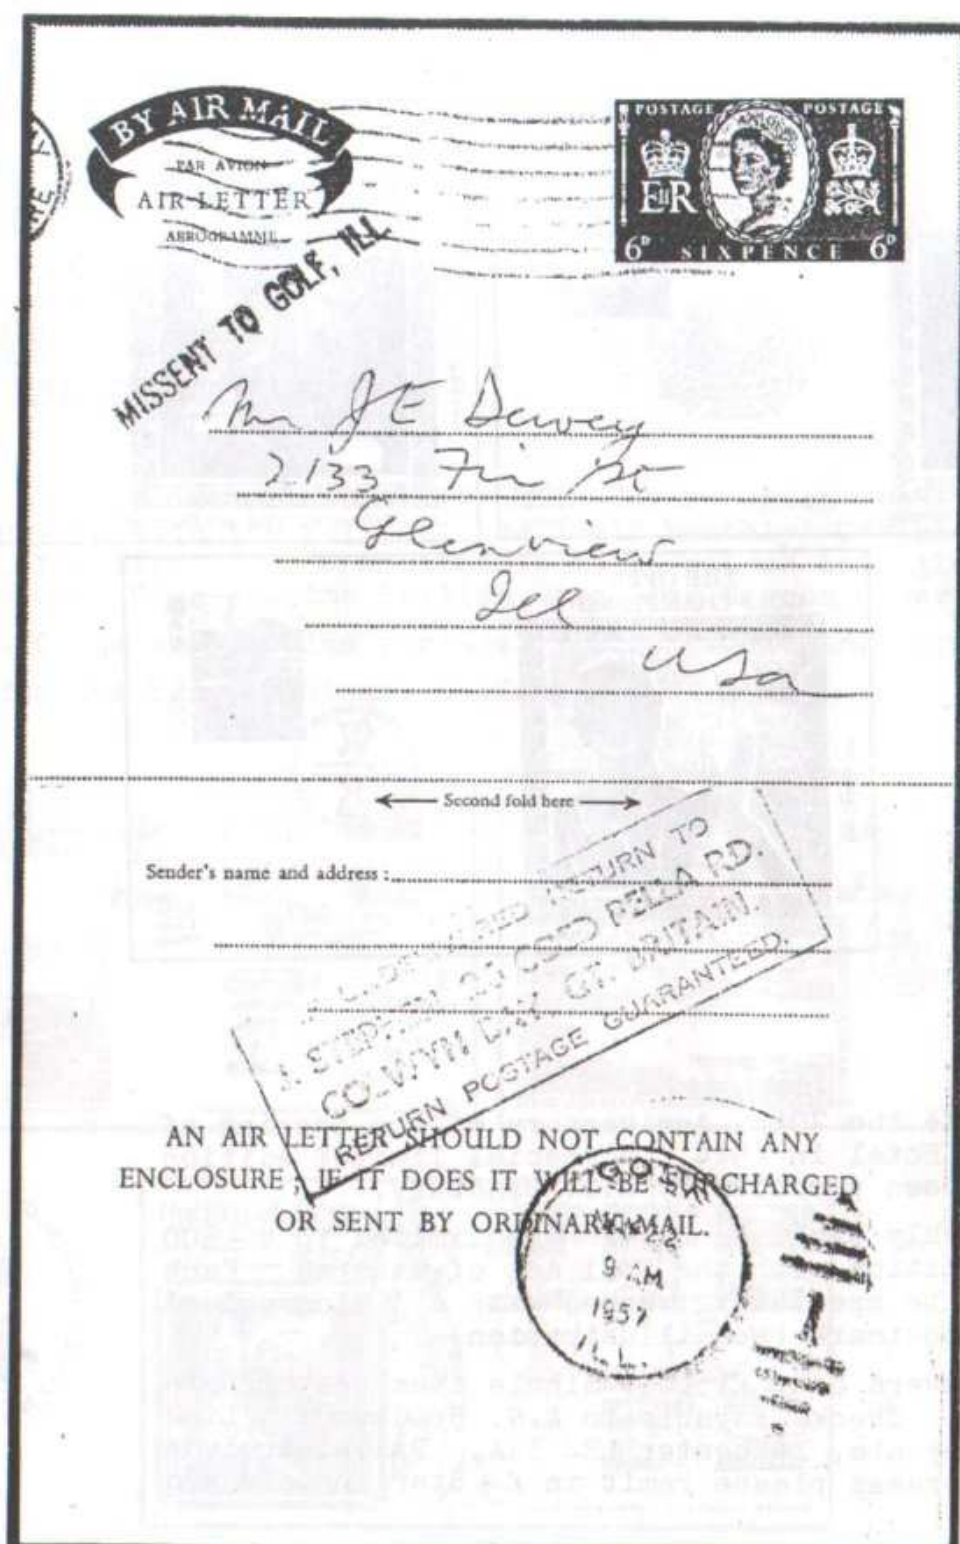 BY AIR MAIL
PAR AVION
AIR LETTER
AEROGRAMME
POSTAGE POSTAGE
E II R
6D SIXPENCE 6D
MISSENT TO GOLF, ILL
Mr J E Dewey
2133 Fir St
Glenview
Ill
USA
← Second fold here →
Sender's name and address :
RETURN TO
COED PELLA RD.
COLWYN BAY, GT. BRITAIN.
RETURN POSTAGE GUARANTEED.
AN AIR LETTER SHOULD NOT CONTAIN ANY
ENCLOSURE ; IF IT DOES IT WILL BE SURCHARGED
OR SENT BY ORDINARY MAIL.
GOLF
9 AM
1957
ILL.